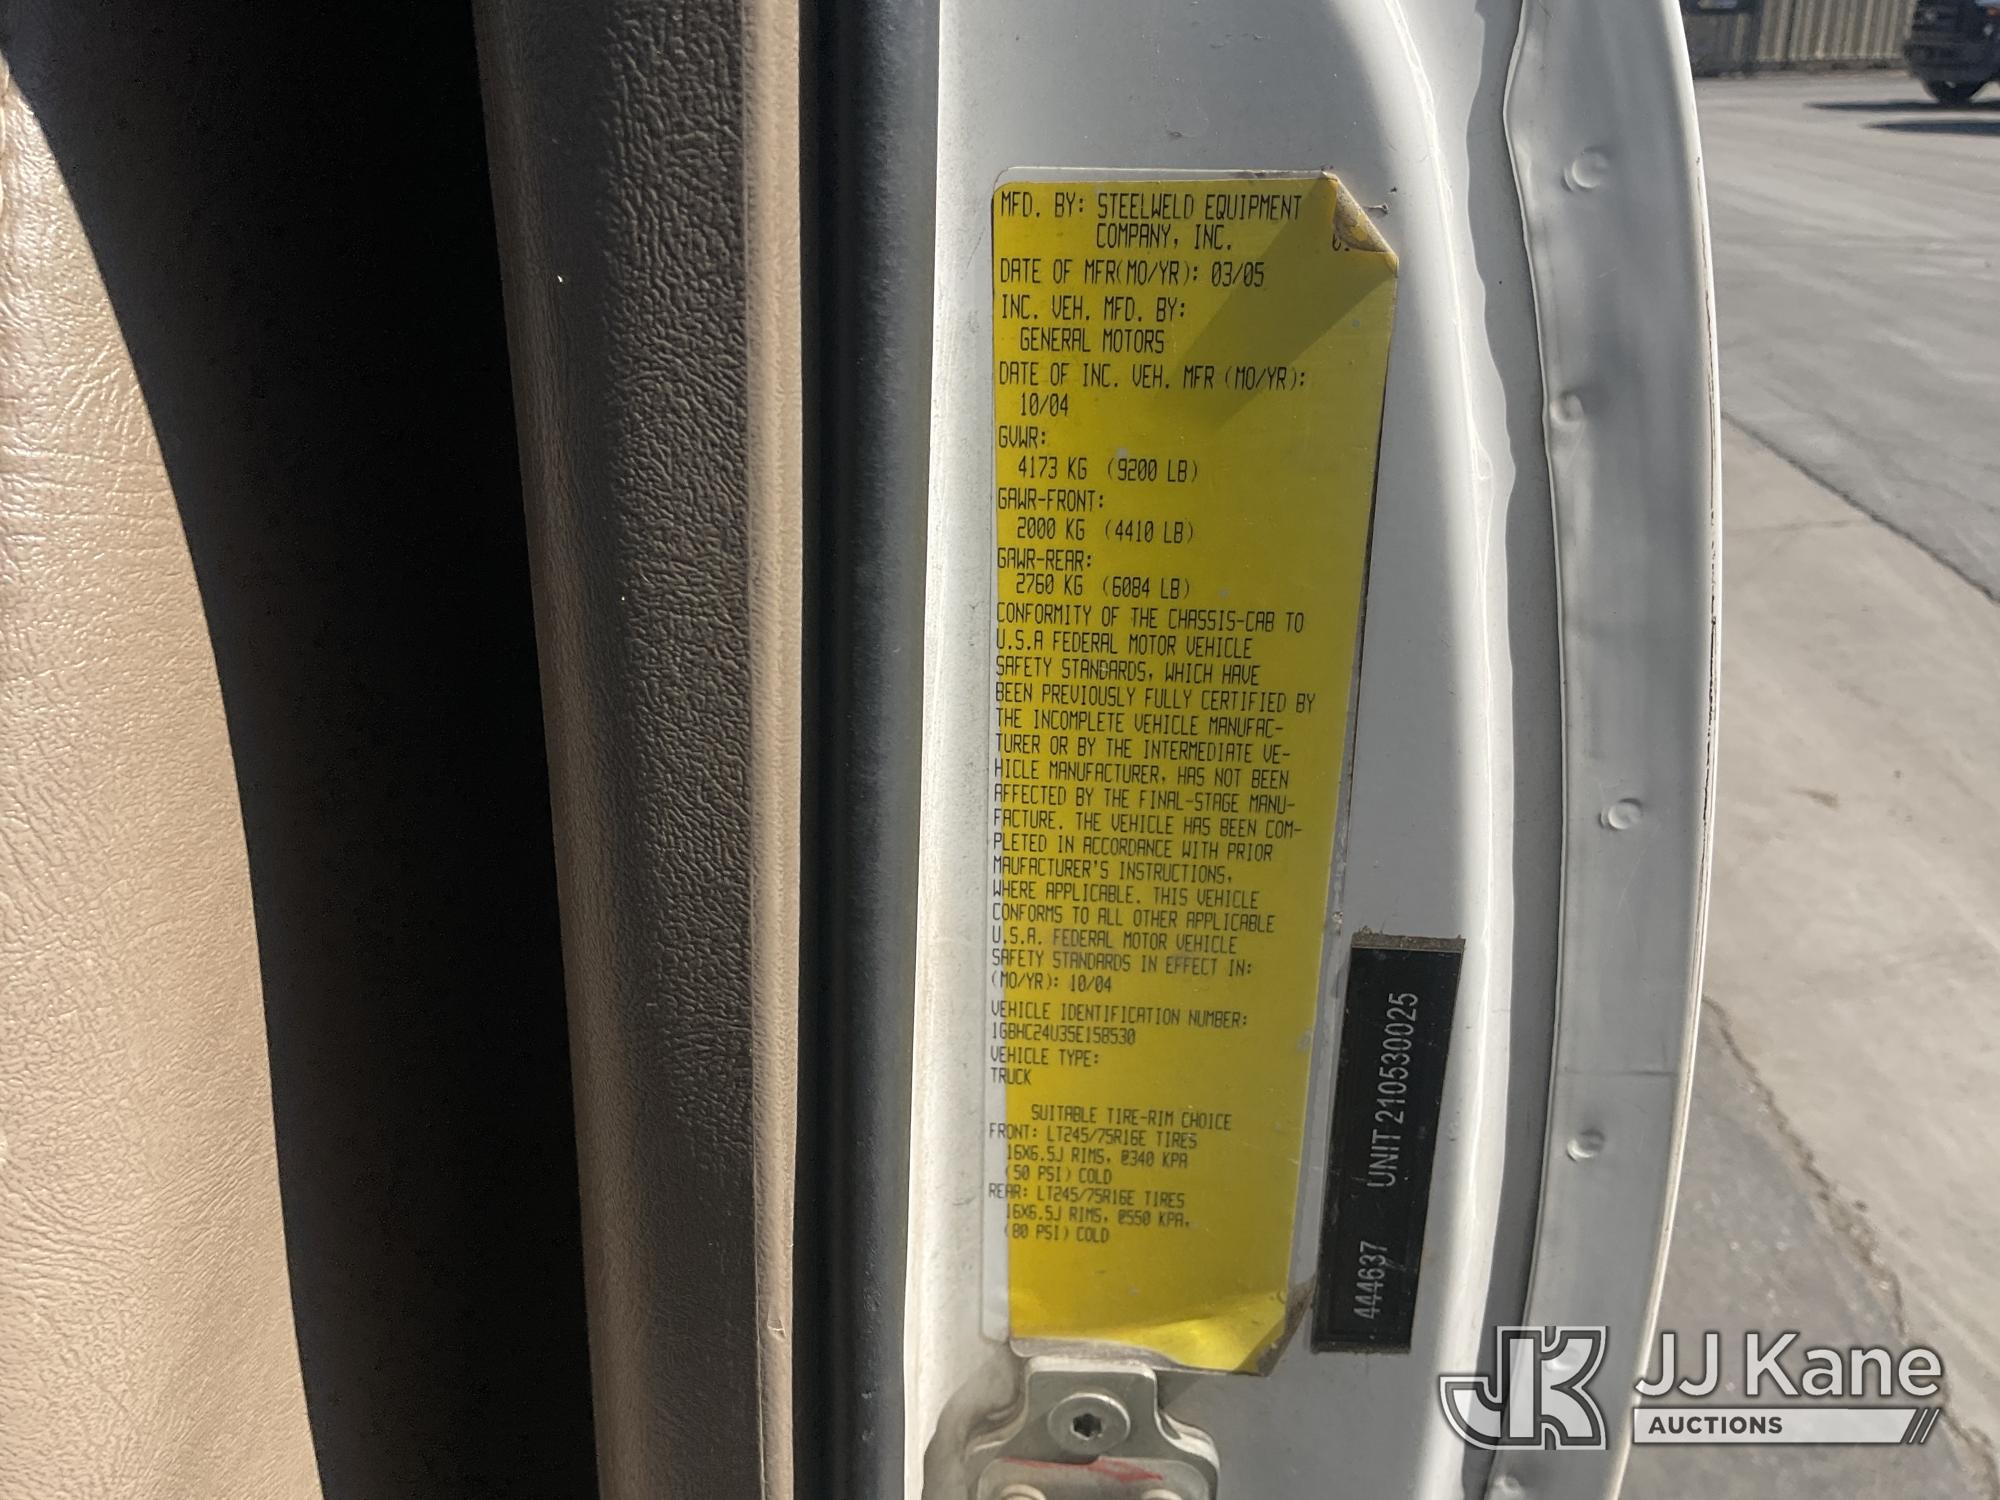 MFD. BY: STEELWELD EQUIPMENT
COMPANY, INC.
DATE OF MFR(MO/YR): 03/05
INC. VEH. MFD. BY:
GENERAL MOTORS
DATE OF INC. VEH. MFR (MO/YR):
10/04
GVWR:
4173 KG (9200 LB)
GAWR-FRONT:
2000 KG (4410 LB)
GAWR-REAR:
2760 KG (6084 LB)
CONFORMITY OF THE CHASSIS-CAB TO
U.S.A FEDERAL MOTOR VEHICLE
SAFETY STANDARDS, WHICH HAVE
BEEN PREVIOUSLY FULLY CERTIFIED BY
THE INCOMPLETE VEHICLE MANUFAC-
TURER OR BY THE INTERMEDIATE VE-
HICLE MANUFACTURER, HAS NOT BEEN
AFFECTED BY THE FINAL-STAGE MANU-
FACTURE. THE VEHICLE HAS BEEN COM-
PLETED IN ACCORDANCE WITH PRIOR
MAUFACTURER'S INSTRUCTIONS,
WHERE APPLICABLE. THIS VEHICLE
CONFORMS TO ALL OTHER APPLICABLE
U.S.A. FEDERAL MOTOR VEHICLE
SAFETY STANDARDS IN EFFECT IN:
(MO/YR): 10/04
VEHICLE IDENTIFICATION NUMBER:
1GBHC24U35E158530
VEHICLE TYPE:
TRUCK
SUITABLE TIRE-RIM CHOICE
FRONT: LT245/75R16E TIRES
16X6.5J RIMS, @340 KPA
(50 PSI) COLD
REAR: LT245/75R16E TIRES
16X6.5J RIMS, @550 KPA,
(80 PSI) COLD
444637 UNIT 210530025
JK JJ Kane
AUCTIONS